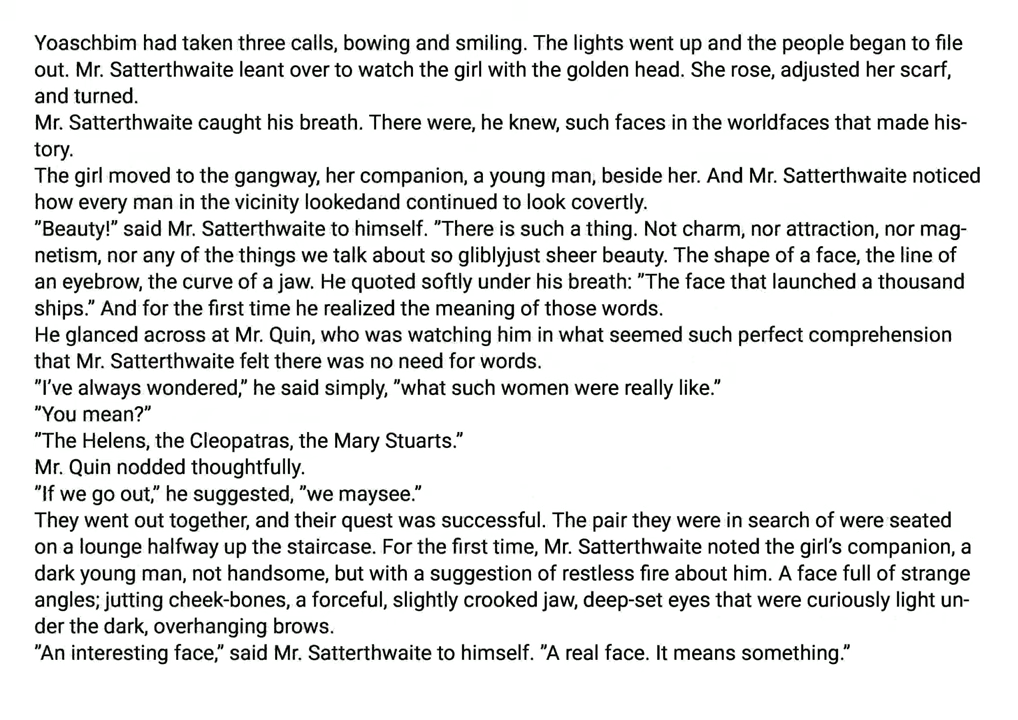 Yoaschbim had taken three calls, bowing and smiling. The lights went up and the people began to file
out. Mr. Satterthwaite leant over to watch the girl with the golden head. She rose, adjusted her scarf,
and turned.
Mr. Satterthwaite caught his breath. There were, he knew, such faces in the worldfaces that made his-
tory.
The girl moved to the gangway, her companion, a young man, beside her. And Mr. Satterthwaite noticed
how every man in the vicinity lookedand continued to look covertly.
”Beauty!” said Mr. Satterthwaite to himself. ”There is such a thing. Not charm, nor attraction, nor mag-
netism, nor any of the things we talk about so gliblyjust sheer beauty. The shape of a face, the line of
an eyebrow, the curve of a jaw. He quoted softly under his breath: ”The face that launched a thousand
ships.” And for the first time he realized the meaning of those words.
He glanced across at Mr. Quin, who was watching him in what seemed such perfect comprehension
that Mr. Satterthwaite felt there was no need for words.
”I’ve always wondered,” he said simply, ”what such women were really like.”
”You mean?”
”The Helens, the Cleopatras, the Mary Stuarts.”
Mr. Quin nodded thoughtfully.
”If we go out,” he suggested, ”we maysee.”
They went out together, and their quest was successful. The pair they were in search of were seated
on a lounge halfway up the staircase. For the first time, Mr. Satterthwaite noted the girl’s companion, a
dark young man, not handsome, but with a suggestion of restless fire about him. A face full of strange
angles; jutting cheek-bones, a forceful, slightly crooked jaw, deep-set eyes that were curiously light un-
der the dark, overhanging brows.
”An interesting face,” said Mr. Satterthwaite to himself. ”A real face. It means something.”